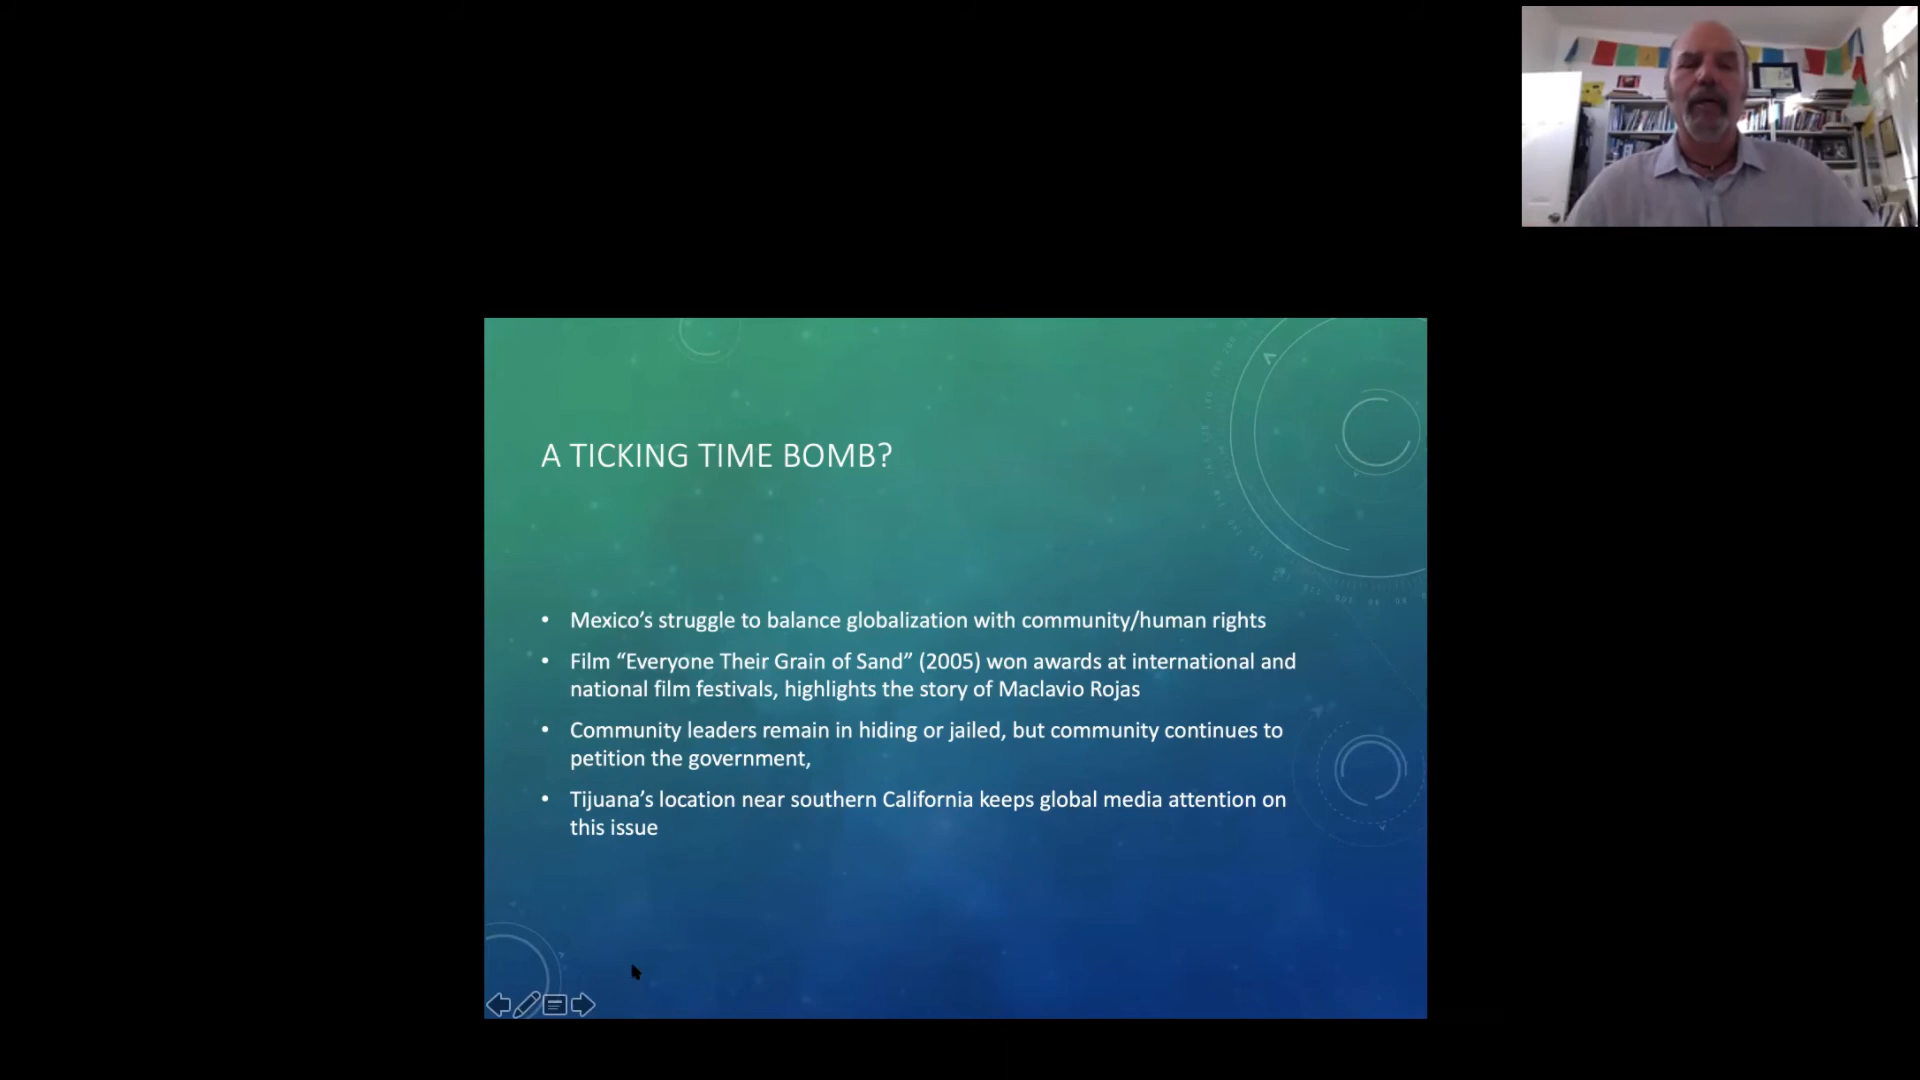 A TICKING TIME BOMB?
• Mexico’s struggle to balance globalization with community/human rights
• Film “Everyone Their Grain of Sand” (2005) won awards at international and
national film festivals, highlights the story of Maclavio Rojas
• Community leaders remain in hiding or jailed, but community continues to
petition the government,
• Tijuana’s location near southern California keeps global media attention on
this issue